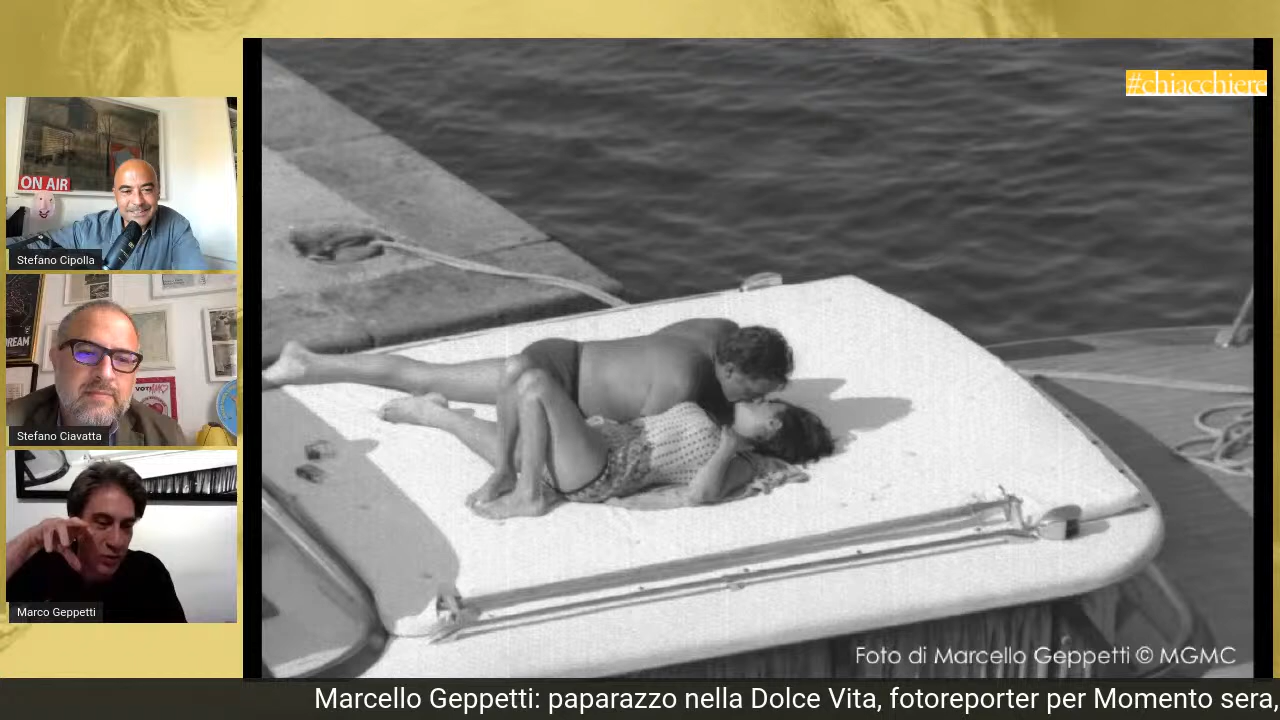 #chiacchiere
ON AIR
Stefano Cipolla
DREAM
VOTI
Stefano Ciavatta
Marco Geppetti
Foto di Marcello Geppetti © MGMC
Marcello Geppetti: paparazzo nella Dolce Vita, fotoreporter per Momento sera,